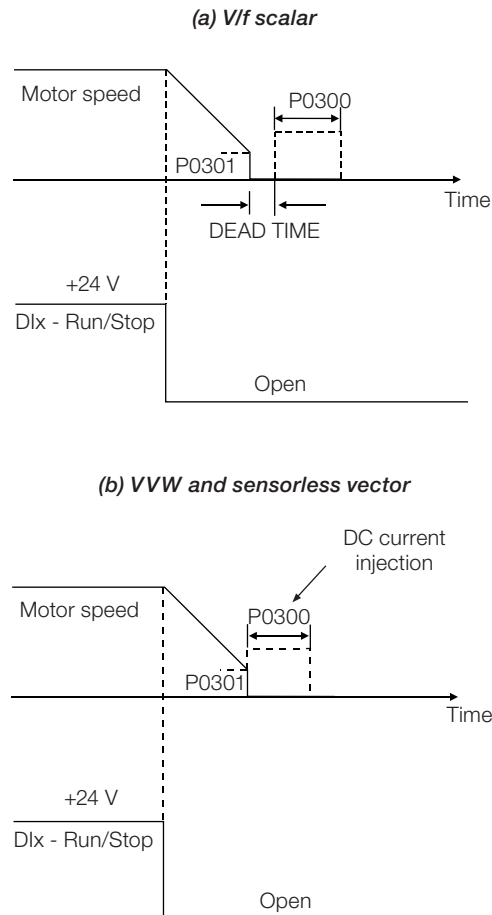 (a) V/f scalar
Motor speed
P0300
P0301
Time
DEAD TIME
+24 V
DIx - Run/Stop
Open
(b) VVW and sensorless vector
DC current
injection
Motor speed
P0300
P0301
Time
+24 V
DIx - Run/Stop
Open